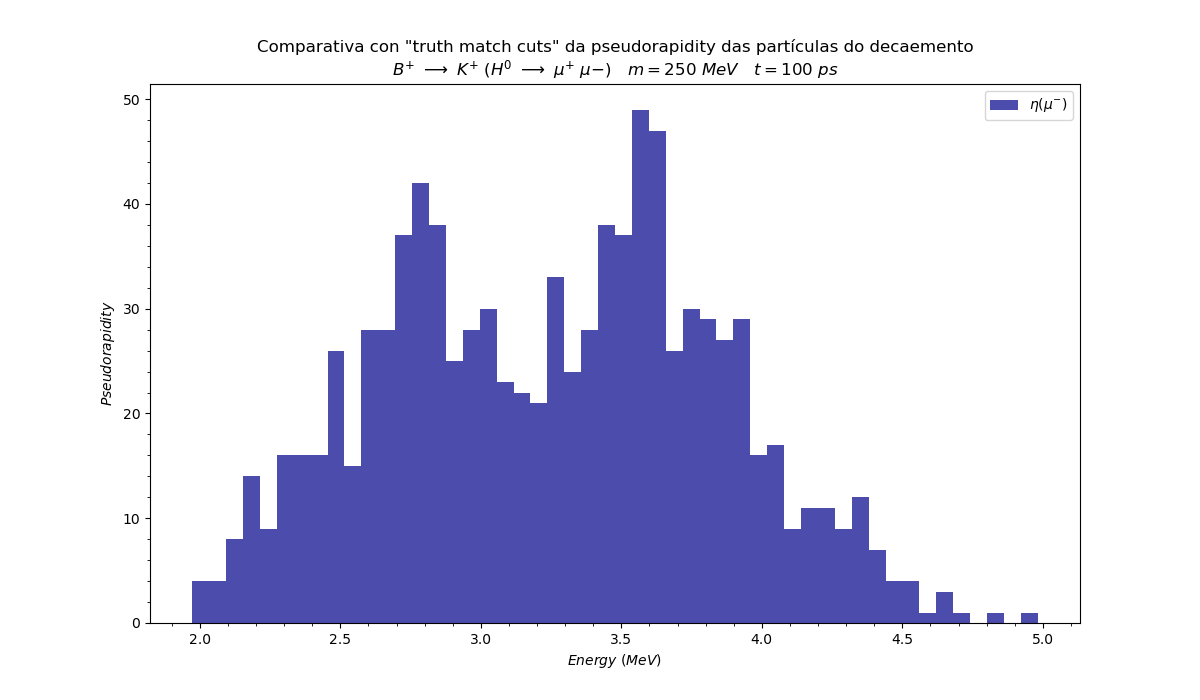 Comparativa con "truth match cuts" da pseudorapidity das partículas do decaemento
B⁺ ⟶ K⁺ (H⁰ ⟶ μ⁺ μ−) m = 250 MeV t = 100 ps
η(μ⁻)
50
40
30
20
10
0
Pseudorapidity
2.0 2.5 3.0 3.5 4.0 4.5 5.0
Energy (MeV)